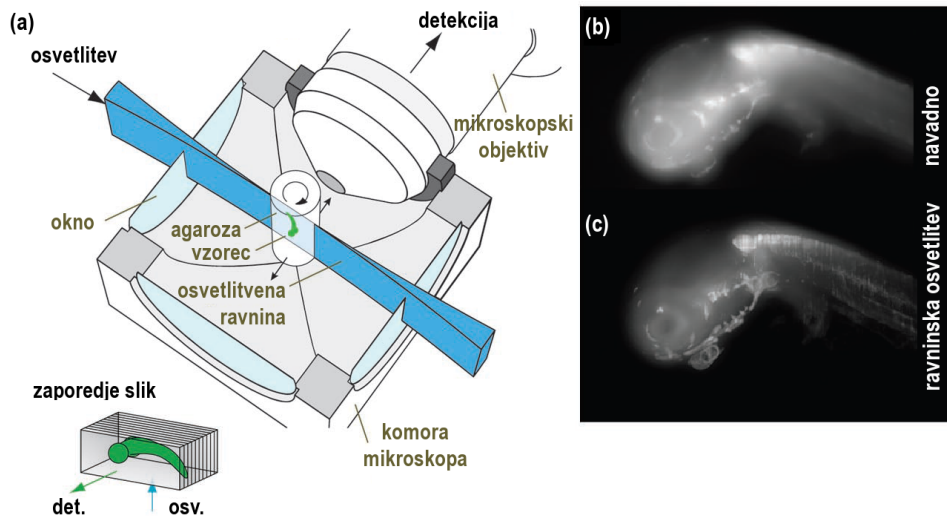 (a)
osvetlitev
detekcija
mikroskopski
objektiv
okno
agaroza
vzorec
osvetlitvena
ravnina
zaporedje slik
komora
mikroskopa
det.
osv.
(b)
navadno
(c)
ravninska osvetlitev